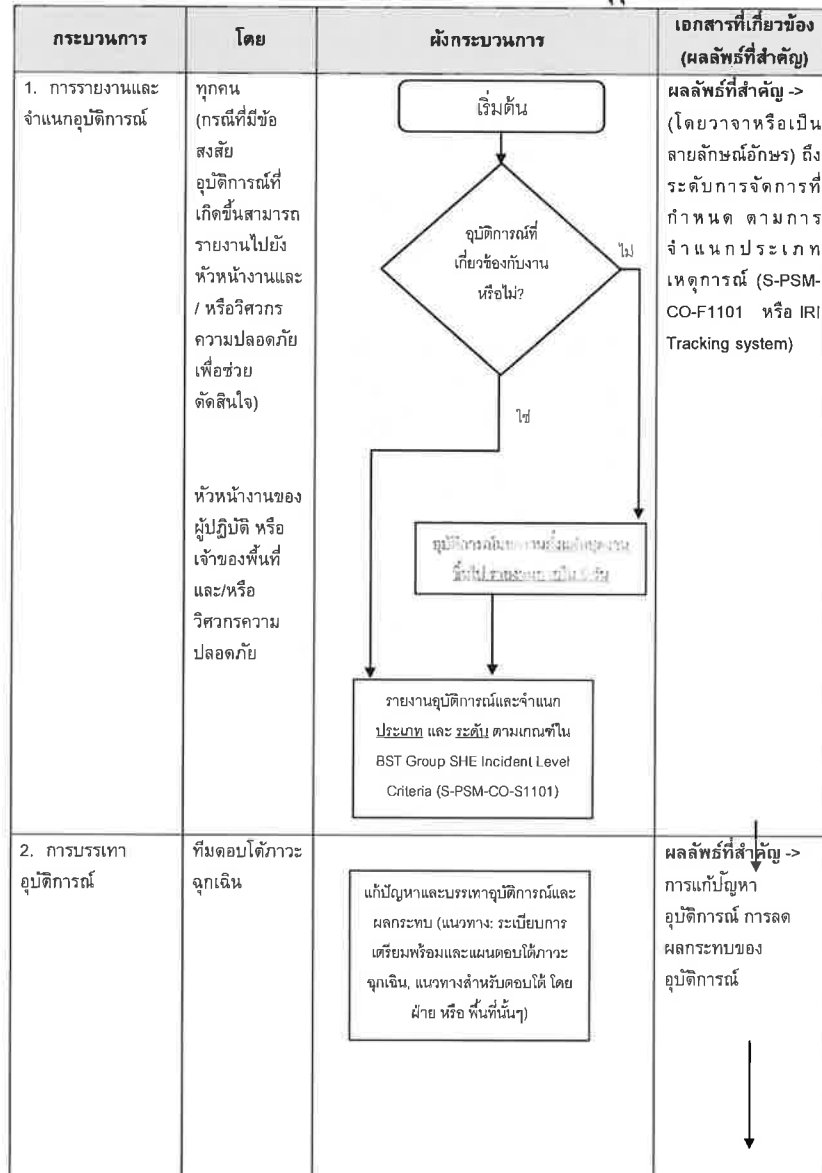 กระบวนการ
โดย
ผังกระบวนการ
เอกสารที่เกี่ยวข้อง
(ผลลัพธ์ที่สำคัญ)
1. การรายงานและ
จำแนกอุบัติการณ์
ทุกคน
(กรณีที่มีข้อ
สงสัย
อุบัติการณ์ที่
เกิดขึ้นสามารถ
รายงานไปยัง
หัวหน้างานและ
/ หรือวิศวกร
ความปลอดภัย
เพื่อช่วย
ตัดสินใจ)
หัวหน้างานของ
ผู้ปฏิบัติ หรือ
เจ้าของพื้นที่
และ/หรือ
วิศวกรความ
ปลอดภัย
เริ่มต้น
อุบัติการณ์ที่
เกี่ยวข้องกับงาน
หรือไม่?
ไม่
ใช่
ขึ้นไป
รายงานอุบัติการณ์และจำแนก
ประเภท และ ระดับ ตามเกณฑ์ใน
BST Group SHE Incident Level
Criteria (S-PSM-CO-S1101)
ผลลัพธ์ที่สำคัญ ->
(โดยวาจาหรือเป็น
ลายลักษณ์อักษร) ถึง
ระดับการจัดการที่
กำหนด ตามการ
จำแนกประเภท
เหตุการณ์ (S-PSM-
CO-F1101 หรือ IRI
Tracking system)
2. การบรรเทา
อุบัติการณ์
ทีมตอบโต้ภาวะ
ฉุกเฉิน
แก้ปัญหาและบรรเทาอุบัติการณ์และ
ผลกระทบ (แนวทาง: ระเบียบการ
เตรียมพร้อมและแผนตอบโต้ภาวะ
ฉุกเฉิน, แนวทางสำหรับตอบโต้ โดย
ฝ่าย หรือ พื้นที่นั้นๆ)
ผลลัพธ์ที่สำคัญ ->
การแก้ปัญหา
อุบัติการณ์ การลด
ผลกระทบของ
อุบัติการณ์